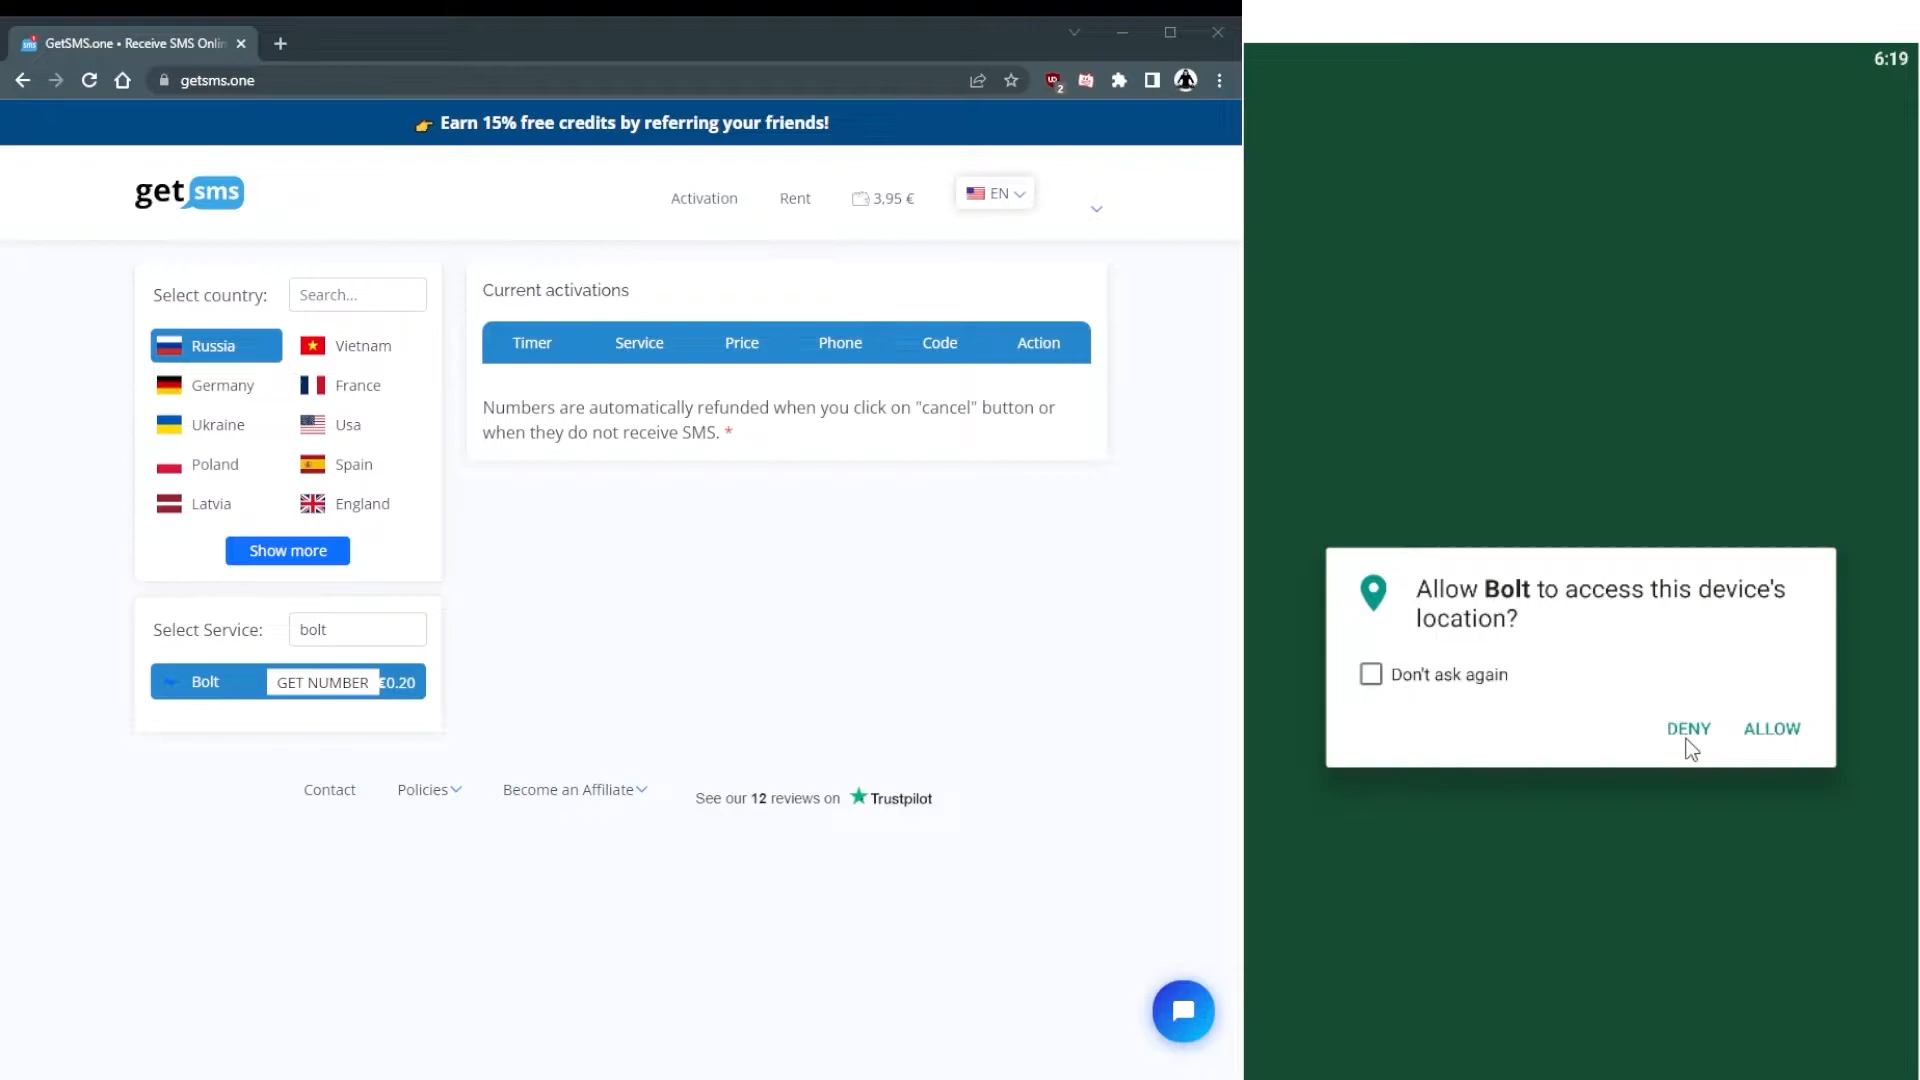 GetSMS.one • Receive SMS Onlin
getsms.one
2
👉 Earn 15% free credits by referring your friends!
get sms
Activation
Rent
3,95 €
EN
Select country:
Search...
Russia
Vietnam
Germany
France
Ukraine
Usa
Poland
Spain
Latvia
England
Show more
Select Service:
bolt
Bolt
GET NUMBER
€0.20
Current activations
Timer
Service
Price
Phone
Code
Action
Numbers are automatically refunded when you click on "cancel" button or
when they do not receive SMS. *
Contact
Policies
Become an Affiliate
See our 12 reviews on ★ Trustpilot
6:19
Allow Bolt to access this device's
location?
Don't ask again
DENY
ALLOW